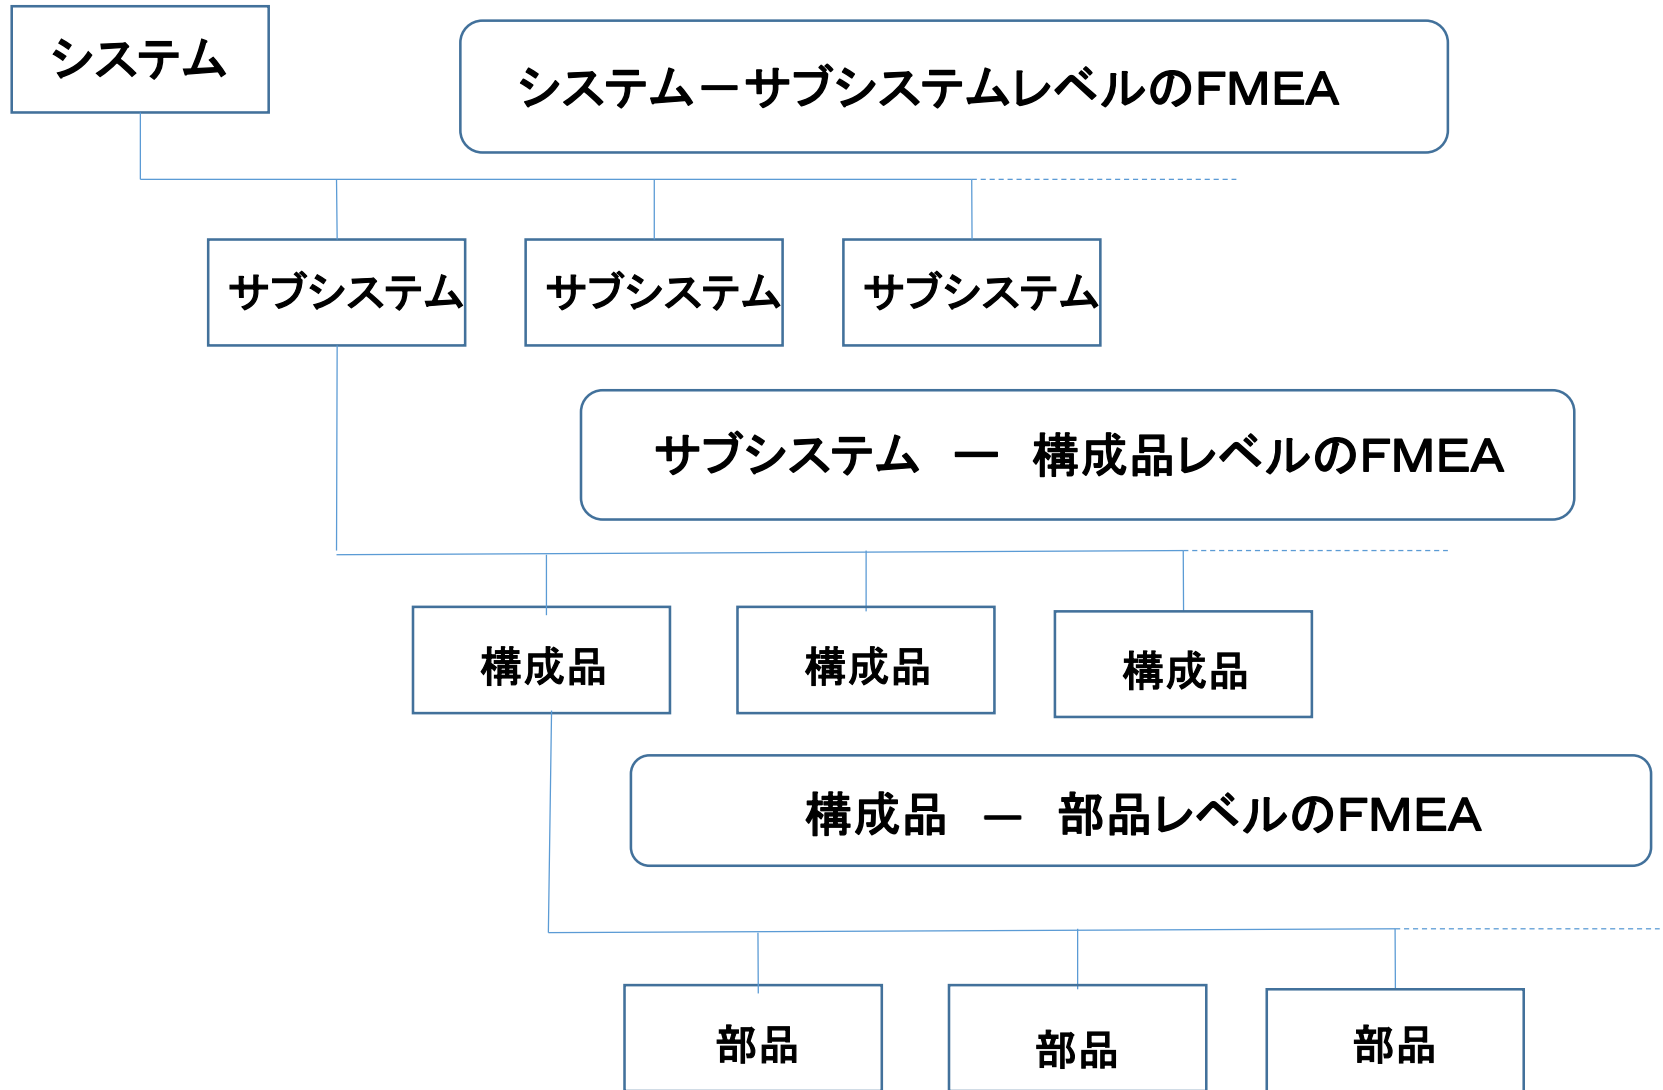 システム
システム－サブシステムレベルのＦＭＥＡ
サブシステム
サブシステム
サブシステム
サブシステム　－　構成品レベルのＦＭＥＡ
構成品
構成品
構成品
構成品　－　部品レベルのＦＭＥＡ
部品
部品
部品